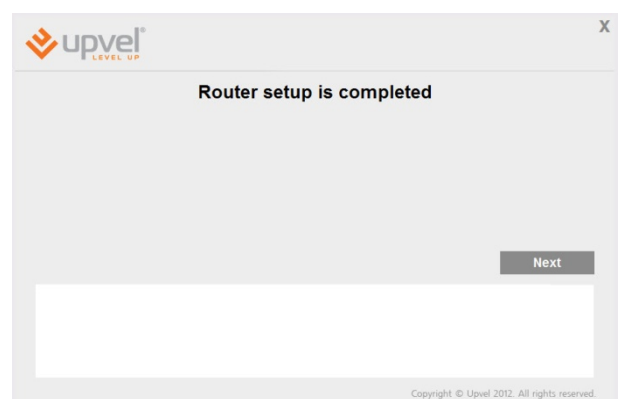 X
upvel®
LEVEL UP
Router setup is completed
Next
Copyright © Upvel 2012. All rights reserved.